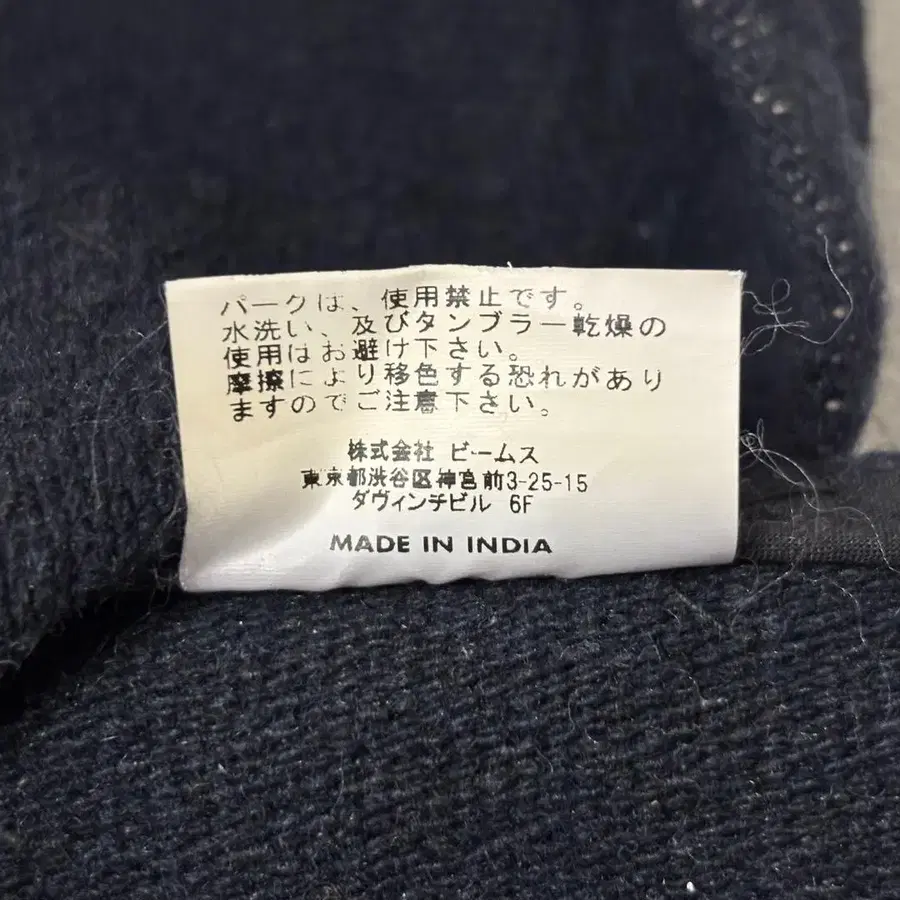 パークは、使用禁止です。
水洗い、及びタンブラー乾燥の
使用はお避け下さい。
摩擦により移色する恐れがあり
ますのでご注意下さい。
株式会社 ビームス
東京都渋谷区神宮前3-25-15
ダヴィンチビル 6F
MADE IN INDIA